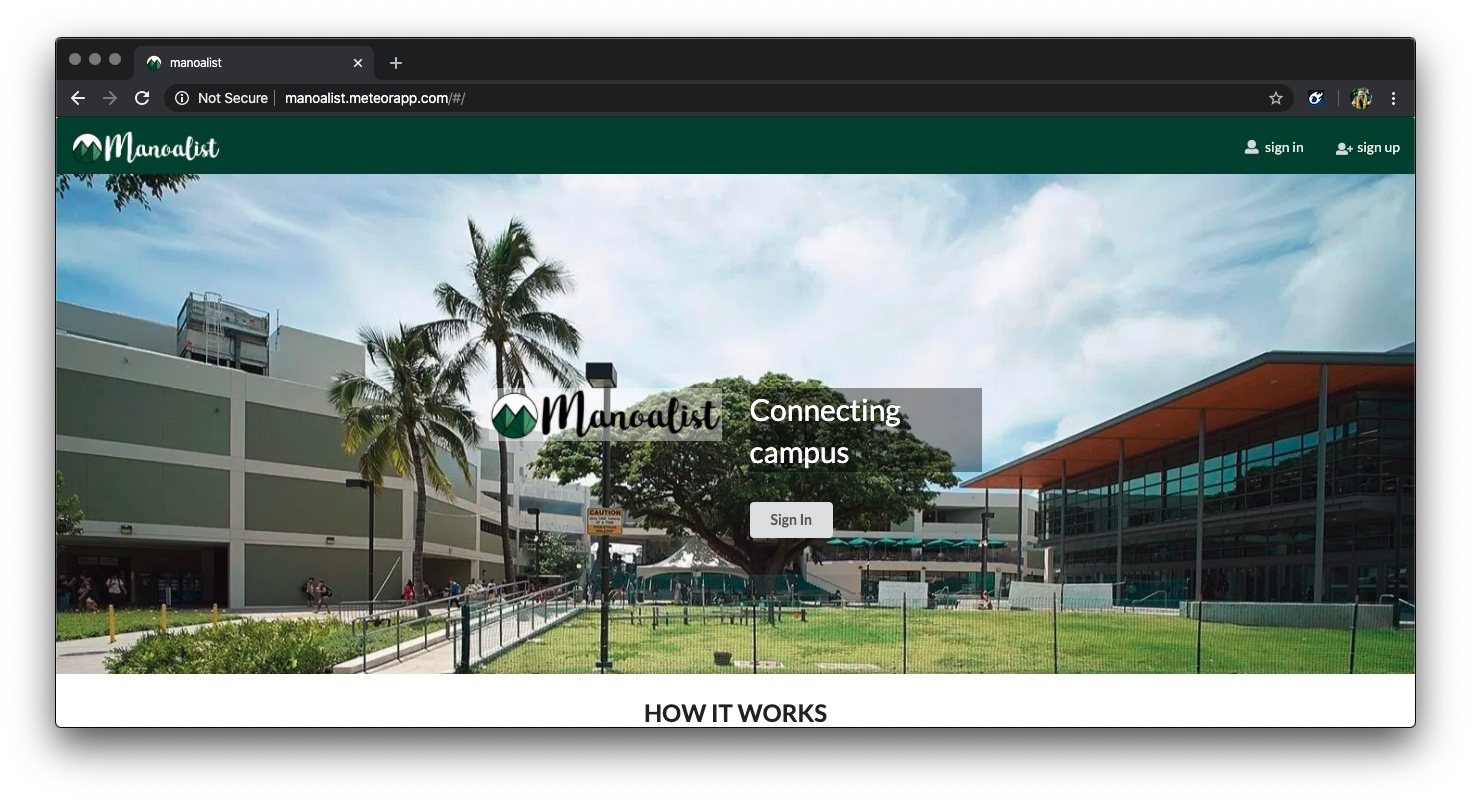 manoalist
Not Secure
manoalist.meteorapp.com/#/
Manoalist
sign in
sign up
Manoalist
Connecting
campus
CAUTION
Sign In
HOW IT WORKS